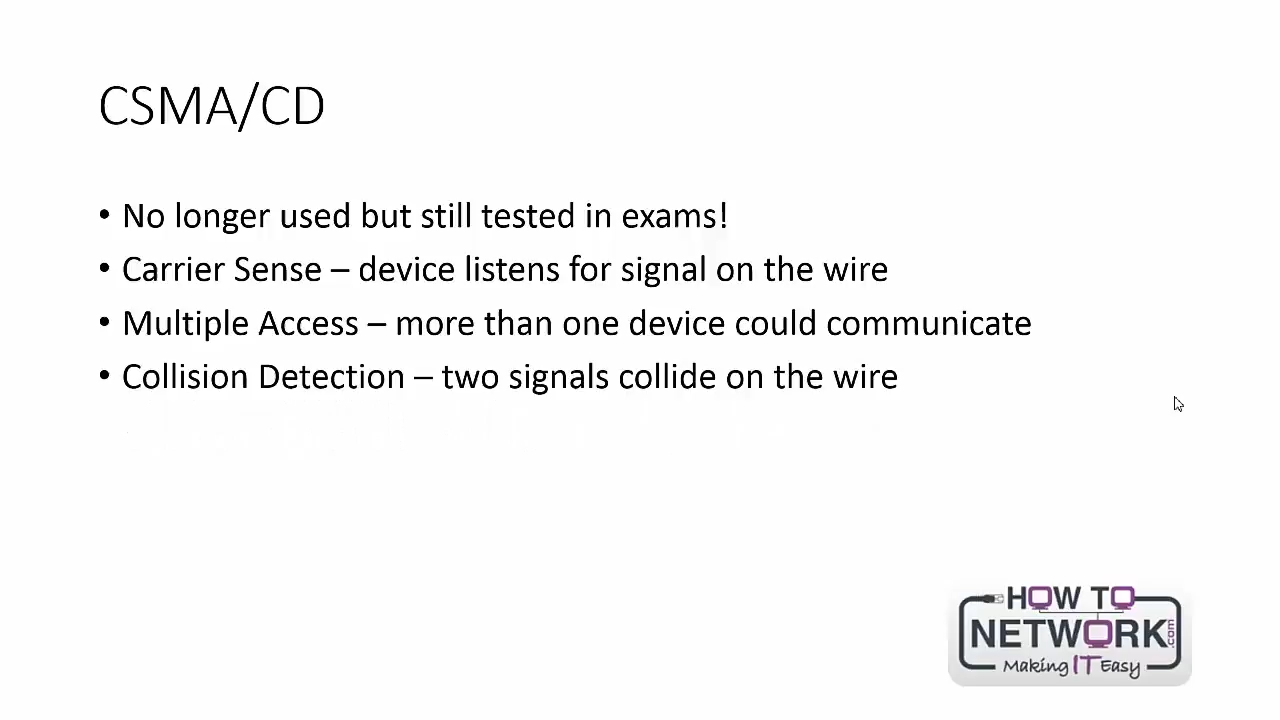 CSMA/CD
• No longer used but still tested in exams!
• Carrier Sense – device listens for signal on the wire
• Multiple Access – more than one device could communicate
• Collision Detection – two signals collide on the wire
HOW TO
NETWORK.com
Making IT Easy